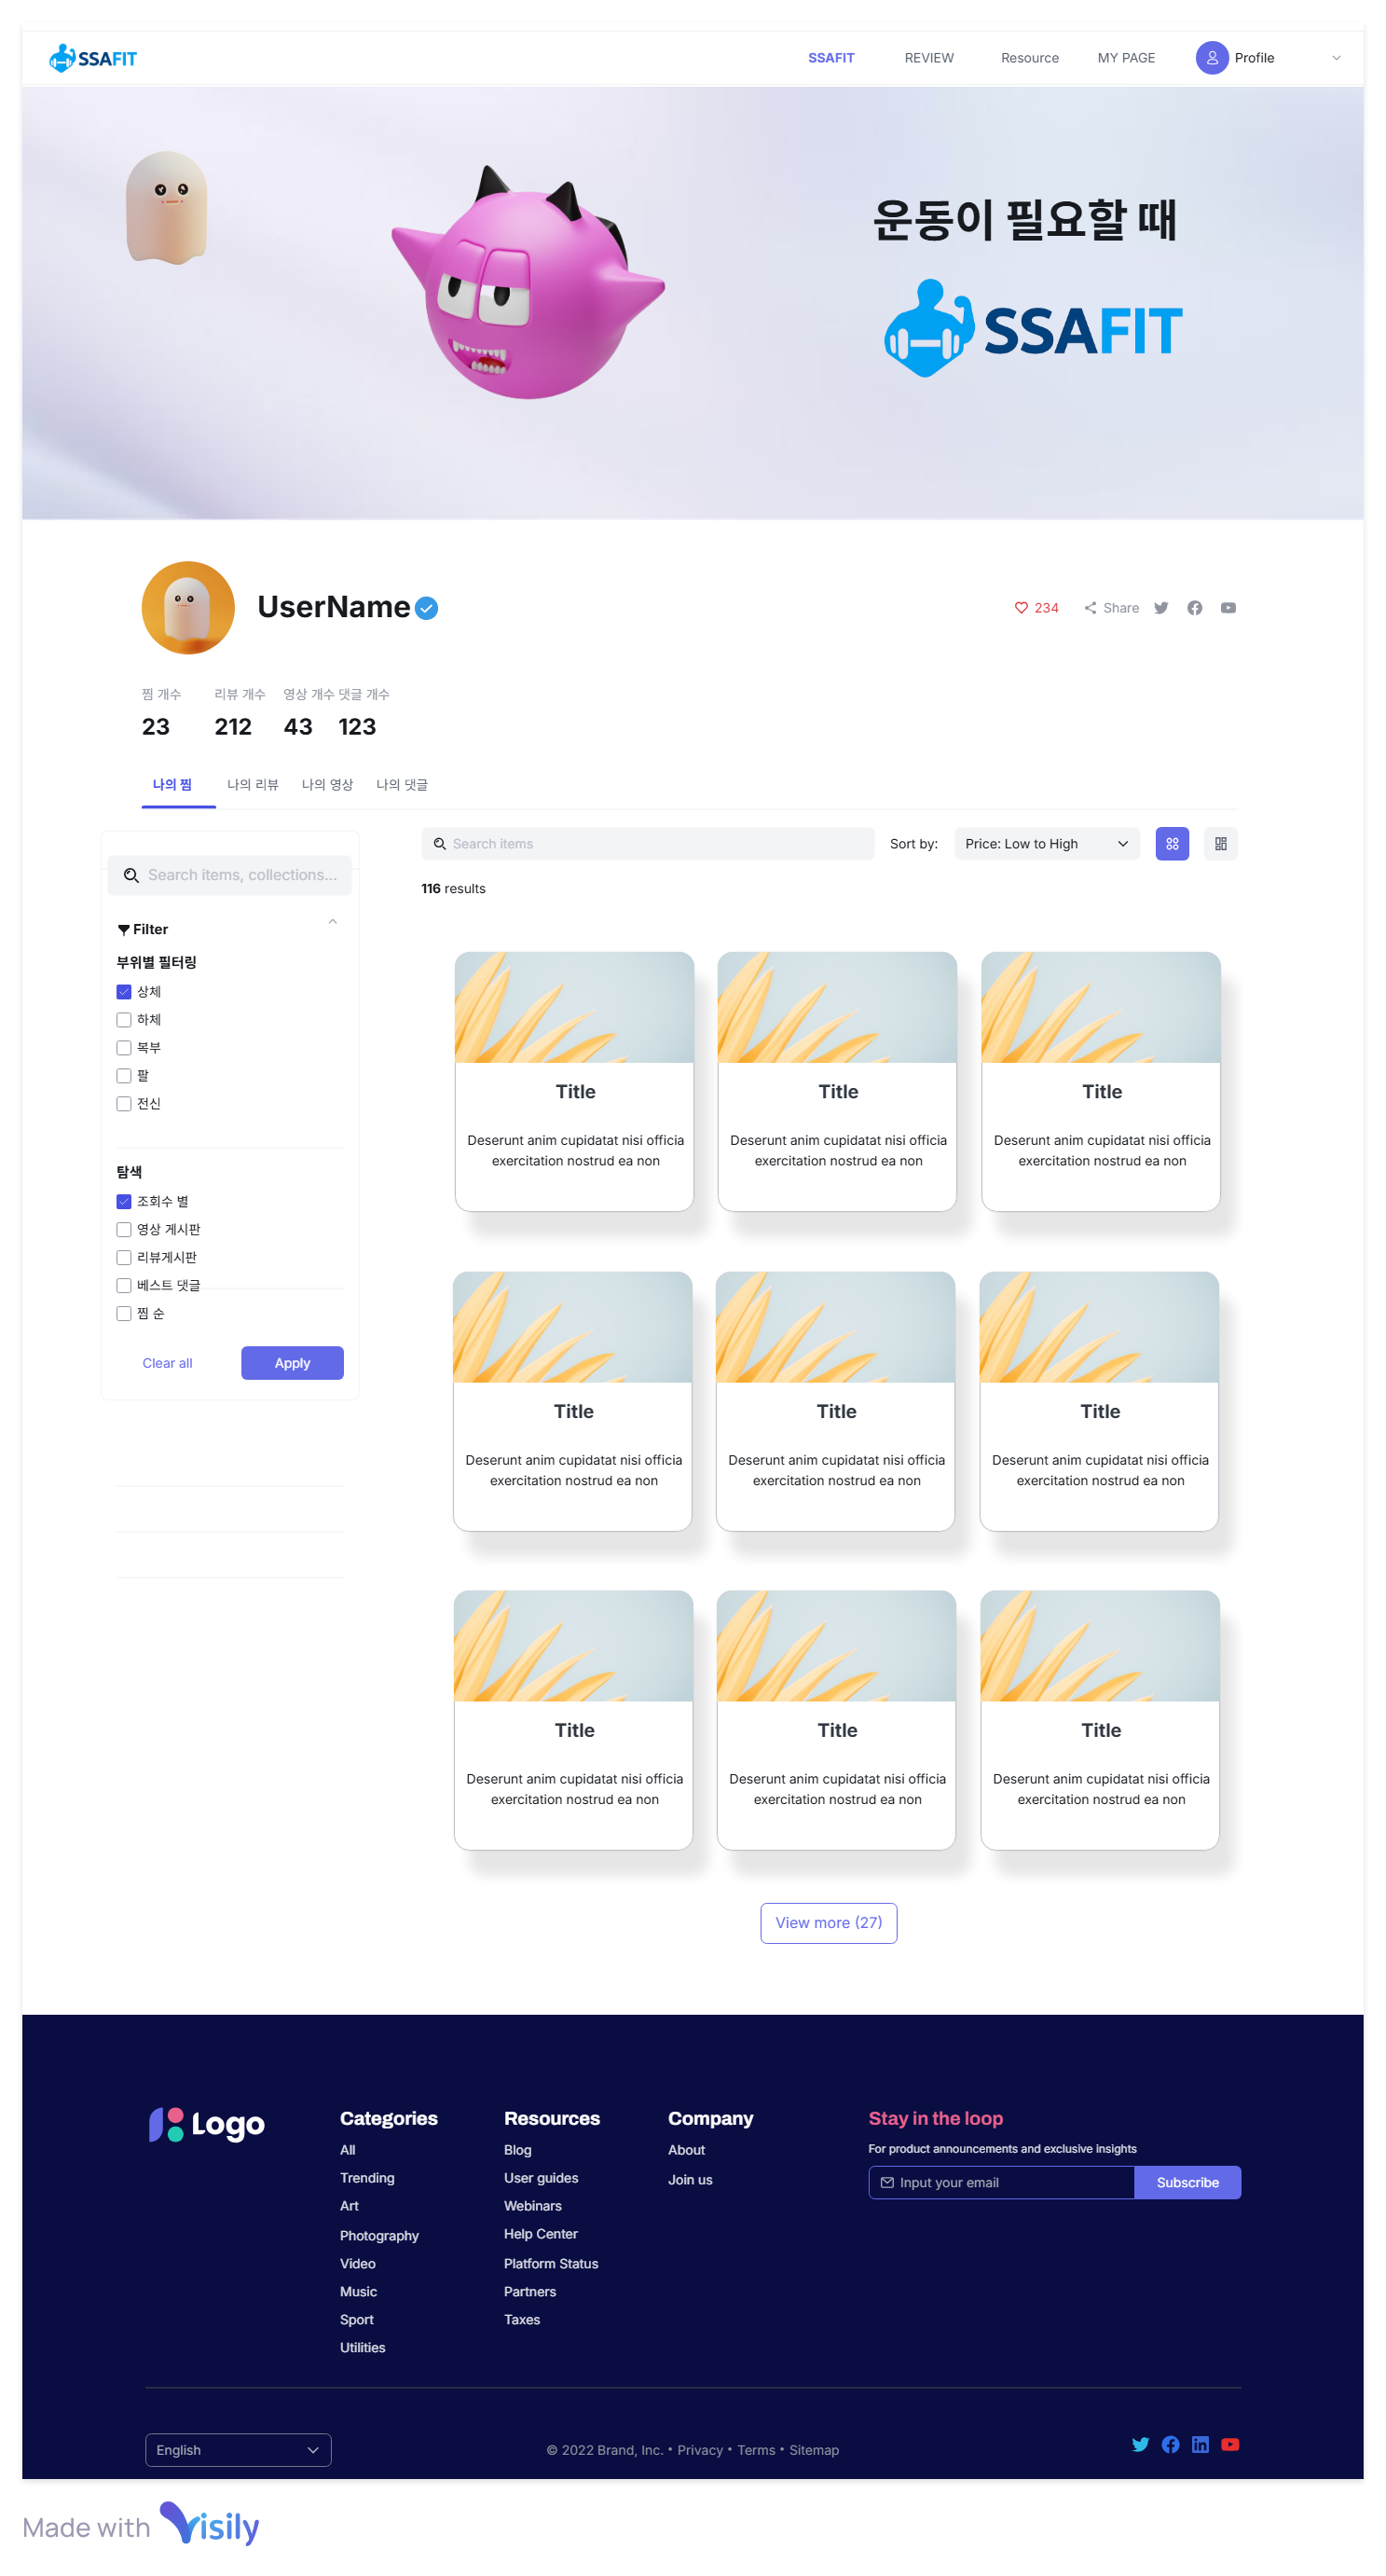 SSAFIT
SSAFIT
REVIEW
Resource
MY PAGE
Profile
운동이 필요할 때
SSAFIT
UserName
234
Share
찜 개수
리뷰 개수
영상 개수
댓글 개수
23
212
43
123
나의 찜
나의 리뷰
나의 영상
나의 댓글
Search items, collections...
Filter
부위별 필터링
상체
하체
복부
팔
전신
탐색
조회수 별
영상 게시판
리뷰게시판
베스트 댓글
찜 순
Clear all
Apply
Search items
Sort by:
Price: Low to High
116 results
Title
Deserunt anim cupidatat nisi officia
exercitation nostrud ea non
Title
Deserunt anim cupidatat nisi officia
exercitation nostrud ea non
Title
Deserunt anim cupidatat nisi officia
exercitation nostrud ea non
Title
Deserunt anim cupidatat nisi officia
exercitation nostrud ea non
Title
Deserunt anim cupidatat nisi officia
exercitation nostrud ea non
Title
Deserunt anim cupidatat nisi officia
exercitation nostrud ea non
Title
Deserunt anim cupidatat nisi officia
exercitation nostrud ea non
Title
Deserunt anim cupidatat nisi officia
exercitation nostrud ea non
Title
Deserunt anim cupidatat nisi officia
exercitation nostrud ea non
View more (27)
Logo
Categories
All
Trending
Art
Photography
Video
Music
Sport
Utilities
Resources
Blog
User guides
Webinars
Help Center
Platform Status
Partners
Taxes
Company
About
Join us
Stay in the loop
For product announcements and exclusive insights
Input your email
Subscribe
English
© 2022 Brand, Inc. • Privacy • Terms • Sitemap
Made with Visily